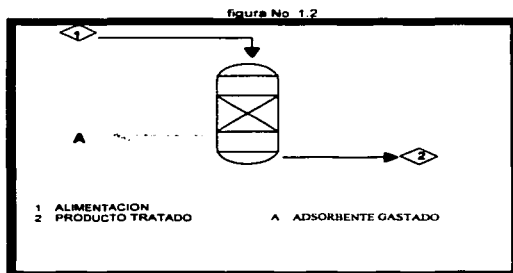 figura No 1.2
1
A
2
1 ALIMENTACION
2 PRODUCTO TRATADO A ADSORBENTE GASTADO